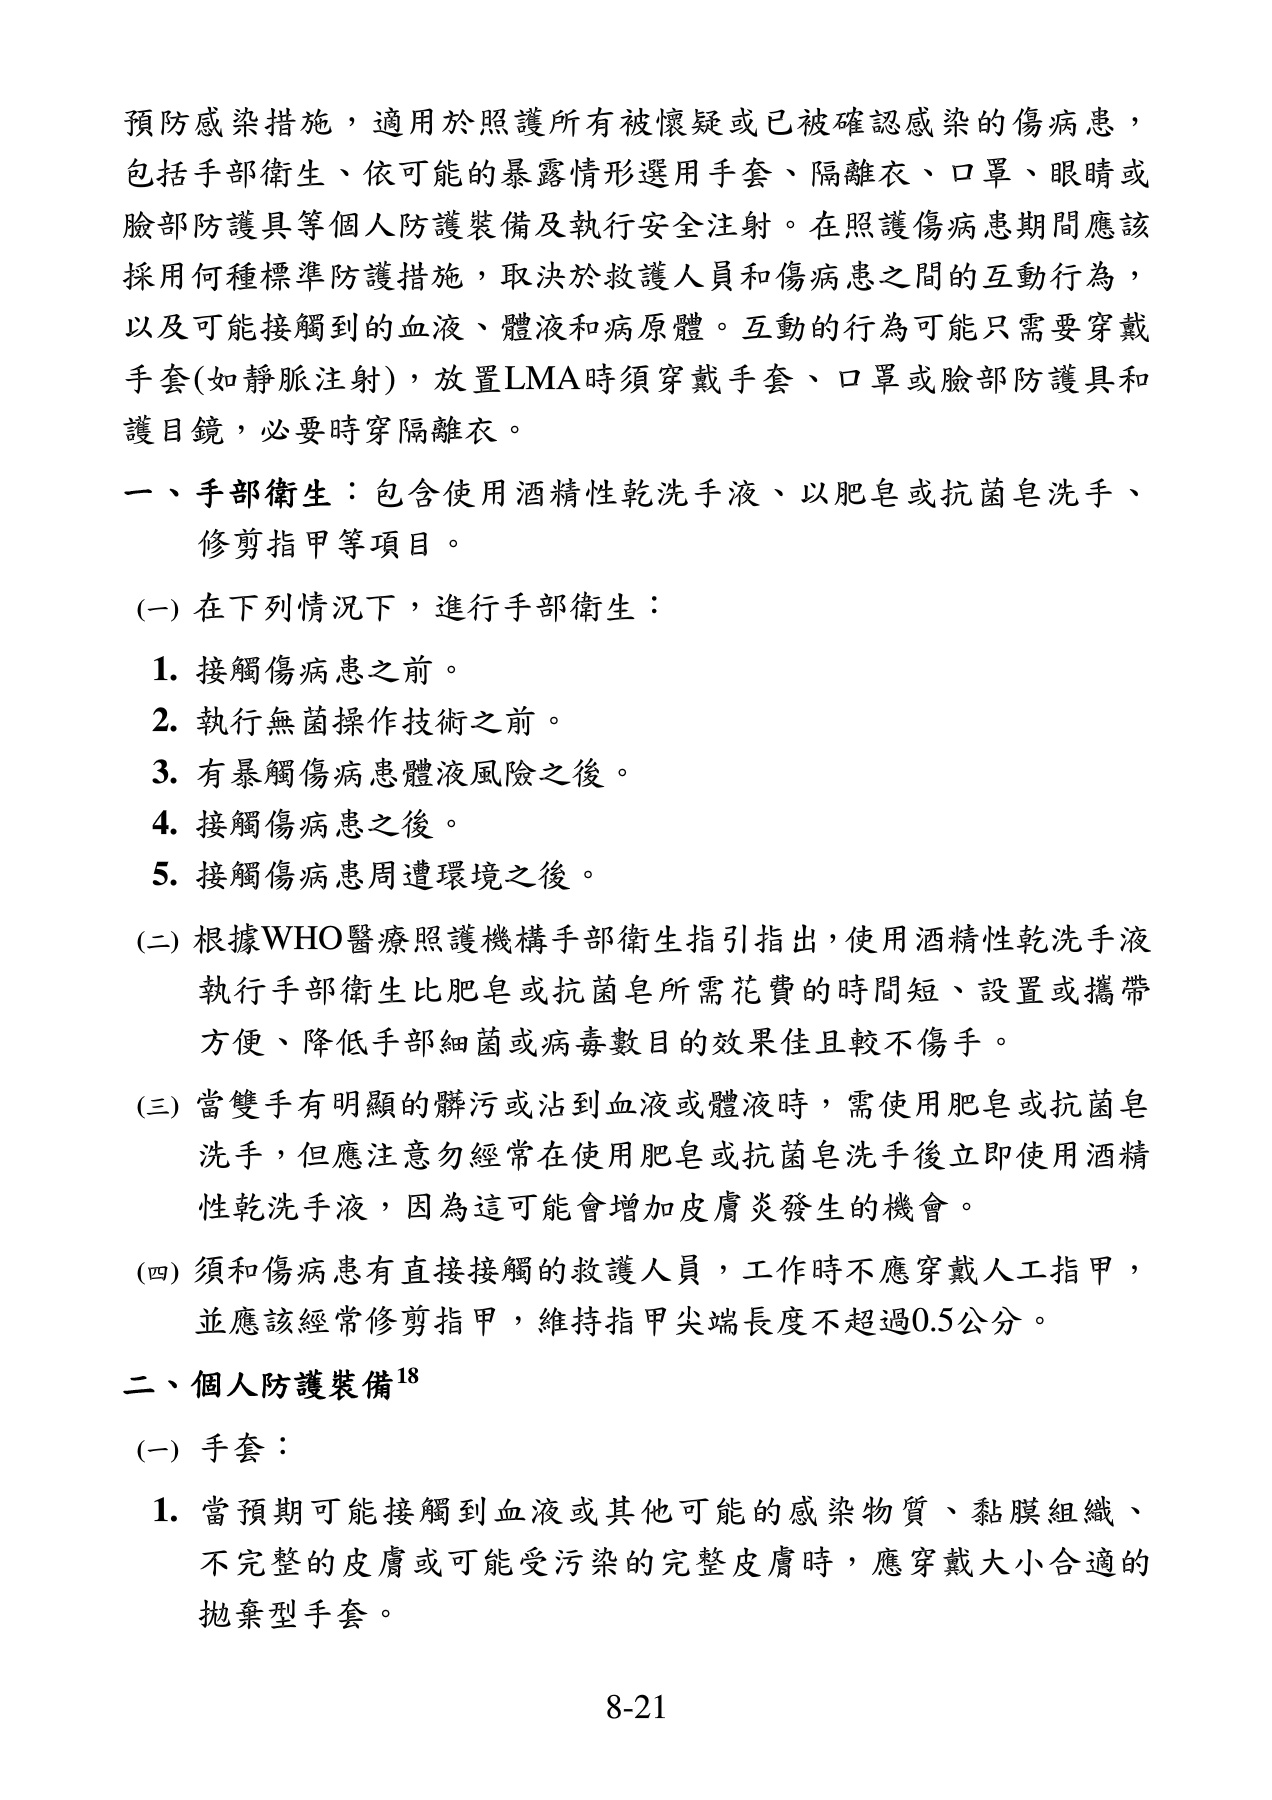 預防感染措施，適用於照護所有被懷疑或已被確認感染的傷病患，
包括手部衛生、依可能的暴露情形選用手套、隔離衣、口罩、眼睛或
臉部防護具等個人防護裝備及執行安全注射。在照護傷病患期間應該
採用何種標準防護措施，取決於救護人員和傷病患之間的互動行為，
以及可能接觸到的血液、體液和病原體。互動的行為可能只需要穿戴
手套(如靜脈注射)，放置LMA時須穿戴手套、口罩或臉部防護具和
護目鏡，必要時穿隔離衣。
一、手部衛生：包含使用酒精性乾洗手液、以肥皂或抗菌皂洗手、
修剪指甲等項目。
(一) 在下列情況下，進行手部衛生：
1. 接觸傷病患之前。
2. 執行無菌操作技術之前。
3. 有暴觸傷病患體液風險之後。
4. 接觸傷病患之後。
5. 接觸傷病患周遭環境之後。
(二) 根據WHO醫療照護機構手部衛生指引指出，使用酒精性乾洗手液
執行手部衛生比肥皂或抗菌皂所需花費的時間短、設置或攜帶
方便、降低手部細菌或病毒數目的效果佳且較不傷手。
(三) 當雙手有明顯的髒污或沾到血液或體液時，需使用肥皂或抗菌皂
洗手，但應注意勿經常在使用肥皂或抗菌皂洗手後立即使用酒精
性乾洗手液，因為這可能會增加皮膚炎發生的機會。
(四) 須和傷病患有直接接觸的救護人員，工作時不應穿戴人工指甲，
並應該經常修剪指甲，維持指甲尖端長度不超過0.5公分。
二、個人防護裝備18
(一) 手套：
1. 當預期可能接觸到血液或其他可能的感染物質、黏膜組織、
不完整的皮膚或可能受污染的完整皮膚時，應穿戴大小合適的
拋棄型手套。
8-21